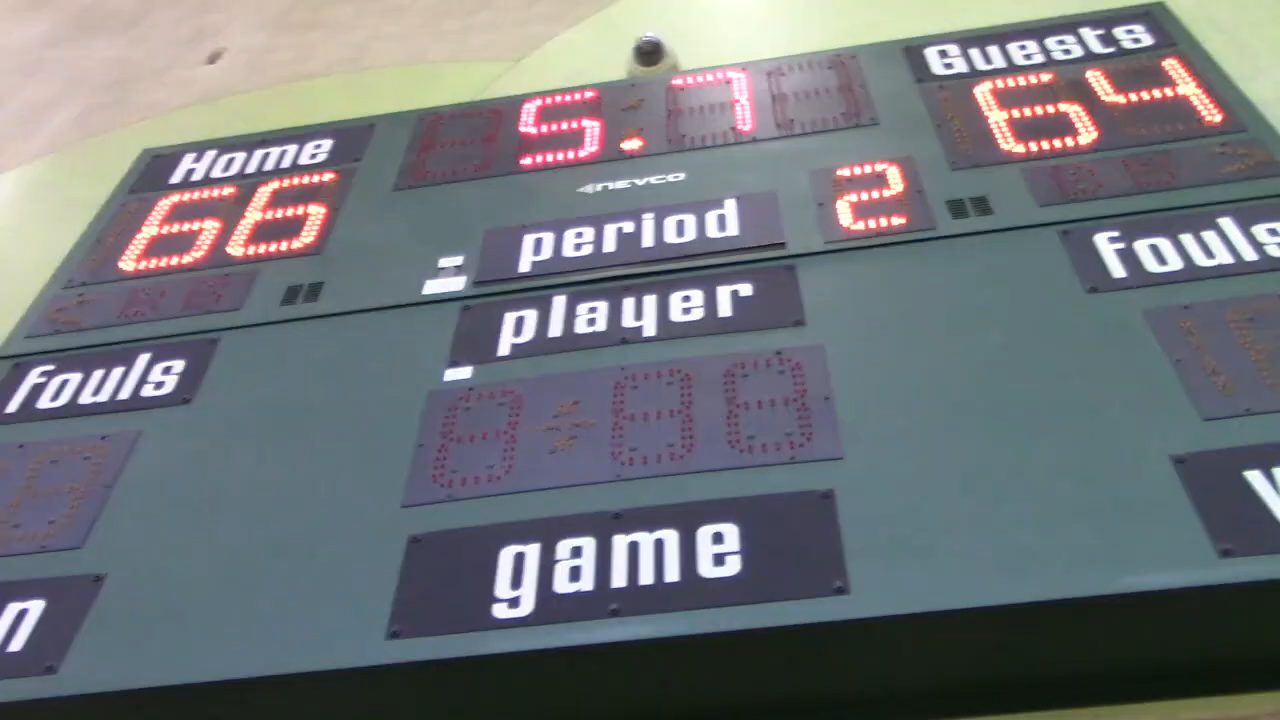 Home 5.7 Guests
66 64
NEVCO
period 2
player
fouls fouls
game
n